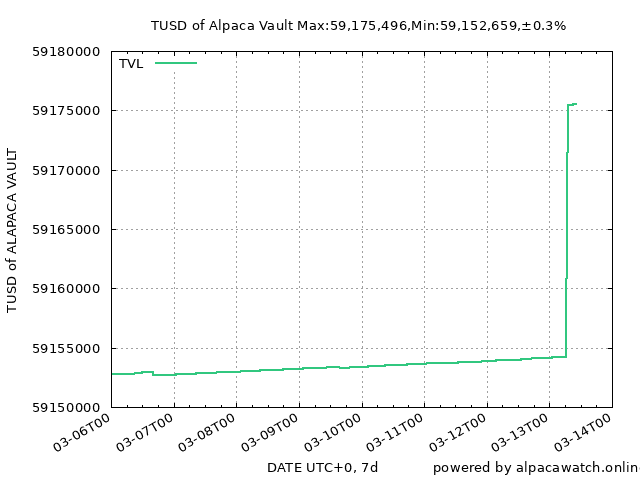 TUSD of Alpaca Vault Max:59,175,496,Min:59,152,659,±0.3%
TVL
59180000
59175000
59170000
59165000
59160000
59155000
59150000
TUSD of ALAPACA VAULT
03-06T00
03-07T00
03-08T00
03-09T00
03-10T00
03-11T00
03-12T00
03-13T00
03-14T00
DATE UTC+0, 7d
powered by alpacawatch.onlin